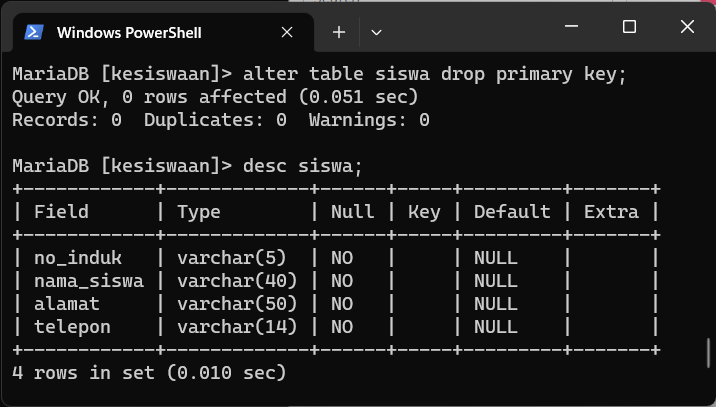 Windows PowerShell
MariaDB [kesiswaan]> alter table siswa drop primary key;
Query OK, 0 rows affected (0.051 sec)
Records: 0  Duplicates: 0  Warnings: 0
MariaDB [kesiswaan]> desc siswa;
+------------+-------------+------+-----+---------+-------+
| Field      | Type        | Null | Key | Default | Extra |
+------------+-------------+------+-----+---------+-------+
| no_induk   | varchar(5)  | NO   |     | NULL    |       |
| nama_siswa | varchar(40) | NO   |     | NULL    |       |
| alamat     | varchar(50) | NO   |     | NULL    |       |
| telepon    | varchar(14) | NO   |     | NULL    |       |
+------------+-------------+------+-----+---------+-------+
4 rows in set (0.010 sec)